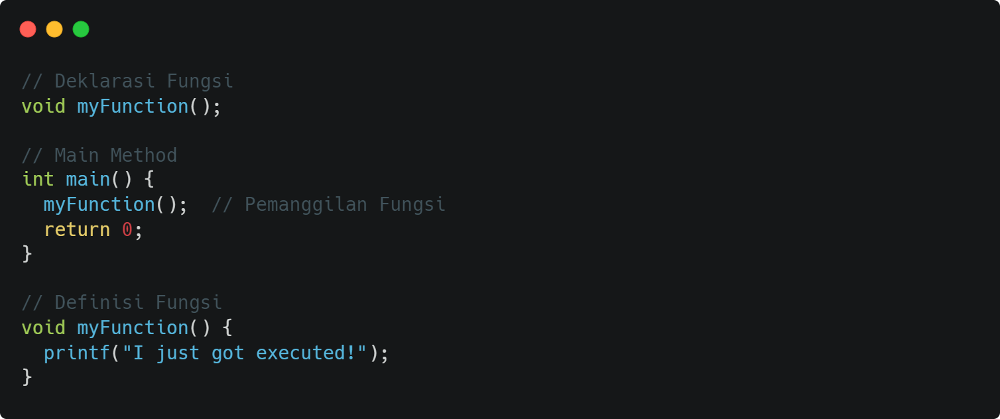 // Deklarasi Fungsi
void myFunction();
// Main Method
int main() {
  myFunction();  // Pemanggilan Fungsi
  return 0;
}
// Definisi Fungsi
void myFunction() {
  printf("I just got executed!");
}